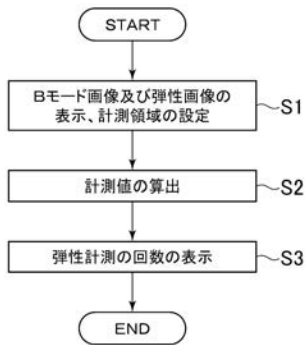 START
Bモード画像及び弾性画像の
表示、計測領域の設定
S1
計測値の算出
S2
弾性計測の回数の表示
S3
END